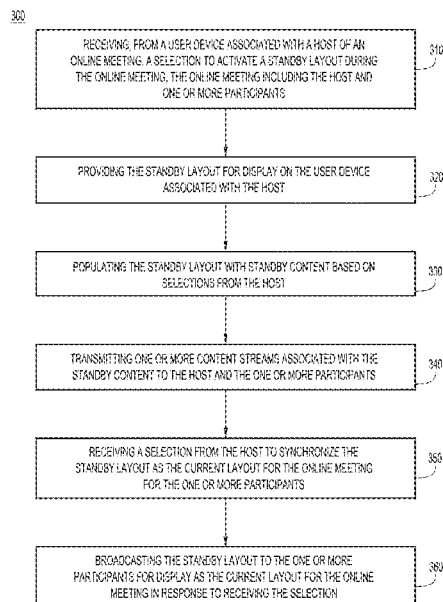 300
RECEIVING, FROM A USER DEVICE ASSOCIATED WITH A HOST OF AN
ONLINE MEETING, A SELECTION TO ACTIVATE A STANDBY LAYOUT DURING
THE ONLINE MEETING, THE ONLINE MEETING INCLUDING THE HOST AND
ONE OR MORE PARTICIPANTS
310
PROVIDING THE STANDBY LAYOUT FOR DISPLAY ON THE USER DEVICE
ASSOCIATED WITH THE HOST
320
POPULATING THE STANDBY LAYOUT WITH STANDBY CONTENT BASED ON
SELECTIONS FROM THE HOST
330
TRANSMITTING ONE OR MORE CONTENT STREAMS ASSOCIATED WITH THE
STANDBY CONTENT TO THE HOST AND THE ONE OR MORE PARTICIPANTS
340
RECEIVING A SELECTION FROM THE HOST TO SYNCHRONIZE THE
STANDBY LAYOUT AS THE CURRENT LAYOUT FOR THE ONLINE MEETING
FOR THE ONE OR MORE PARTICIPANTS
350
BROADCASTING THE STANDBY LAYOUT TO THE ONE OR MORE
PARTICIPANTS FOR DISPLAY AS THE CURRENT LAYOUT FOR THE ONLINE
MEETING IN RESPONSE TO RECEIVING THE SELECTION
360